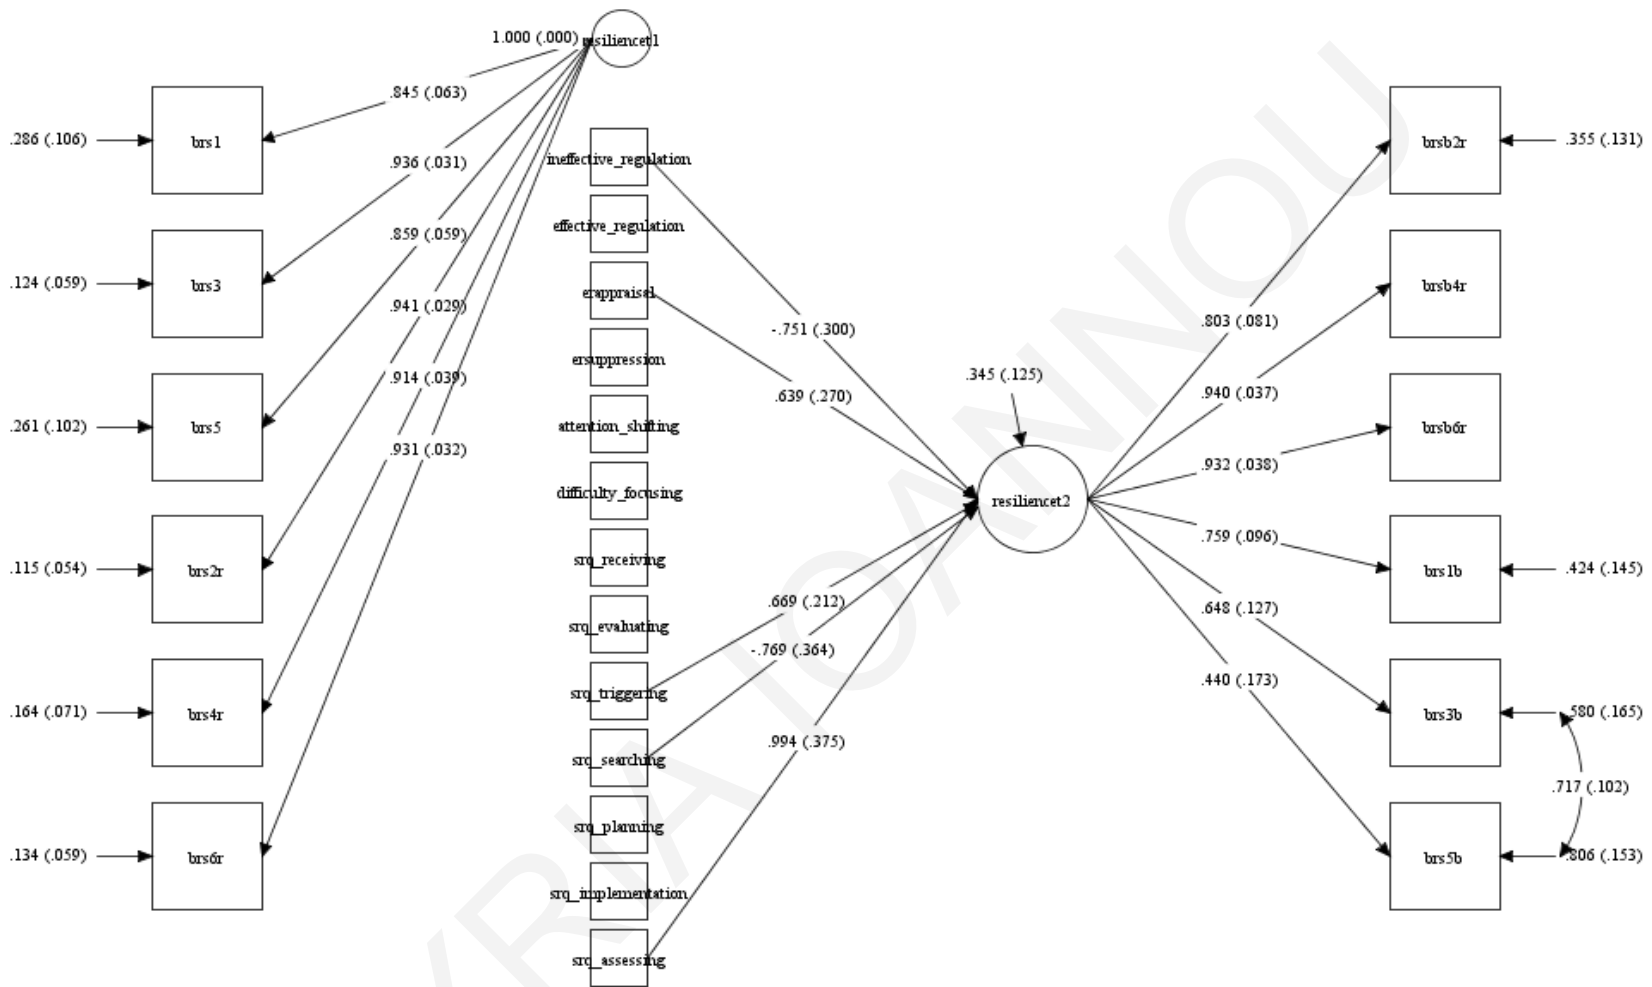 1.000 (.000)
resiliencet1
.845 (.063)
.936 (.031)
.859 (.059)
.941 (.029)
.914 (.039)
.931 (.032)
.286 (.106)
brs1
.124 (.059)
brs3
.261 (.102)
brs5
.115 (.054)
brs2r
.164 (.071)
brs4r
.134 (.059)
brs6r
ineffective_regulation
effective_regulation
erappraisal
ersuppression
attention_shifting
difficulty_focusing
srq_receiving
srq_evaluating
srq_triggering
srq_searching
srq_planning
srq_implementation
srq_assessing
-.751 (.300)
.639 (.270)
.669 (.212)
-.769 (.364)
.994 (.375)
.345 (.125)
resiliencet2
.803 (.081)
.940 (.037)
.932 (.038)
.759 (.096)
.648 (.127)
.440 (.173)
brsb2r
.355 (.131)
brsb4r
brsb6r
brs1b
.424 (.145)
brs3b
.580 (.165)
.717 (.102)
brs5b
.806 (.153)
YRIA IOANNOU